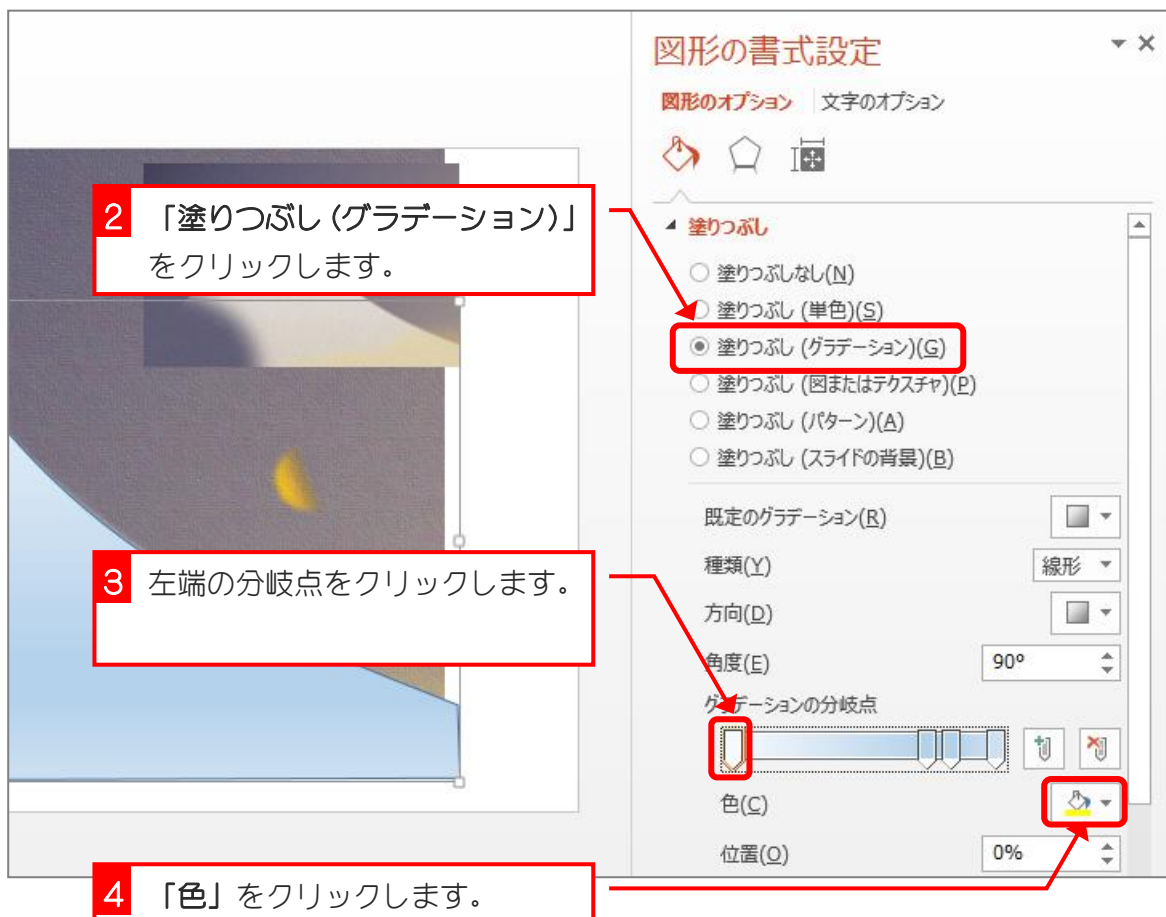 図形の書式設定
図形のオプション 文字のオプション
2 「塗りつぶし(グラデーション)」
をクリックします。
塗りつぶし
塗りつぶしなし(N)
塗りつぶし (単色)(S)
塗りつぶし (グラデーション)(G)
塗りつぶし (図またはテクスチャ)(P)
塗りつぶし (パターン)(A)
塗りつぶし (スライドの背景)(B)
既定のグラデーション(R)
3 左端の分岐点をクリックします。
種類(Y) 線形
方向(D)
角度(E) 90°
グラデーションの分岐点
色(C)
位置(O) 0%
4 「色」をクリックします。